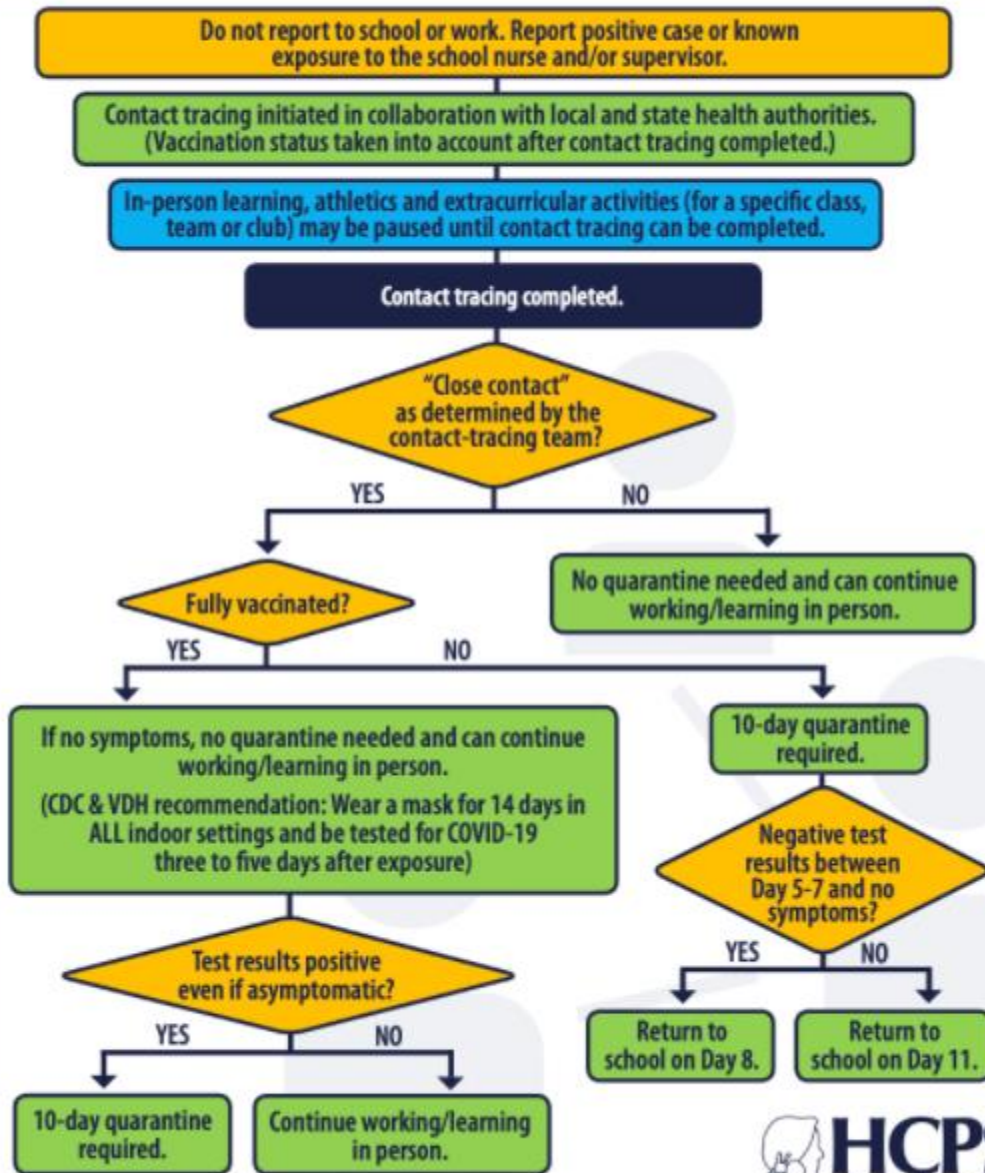 Do not report to school or work. Report positive case or known
exposure to the school nurse and/or supervisor.
Contact tracing initiated in collaboration with local and state health authorities.
(Vaccination status taken into account after contact tracing completed.)
In-person learning, athletics and extracurricular activities (for a specific class,
team or club) may be paused until contact tracing can be completed.
Contact tracing completed.
“Close contact”
as determined by the
contact-tracing team?
YES
NO
Fully vaccinated?
No quarantine needed and can continue
working/learning in person.
YES
NO
If no symptoms, no quarantine needed and can continue
working/learning in person.
(CDC & VDH recommendation: Wear a mask for 14 days in
ALL indoor settings and be tested for COVID-19
three to five days after exposure)
10-day quarantine
required.
Negative test
results between
Day 5-7 and no
symptoms?
YES
NO
Return to
school on Day 8.
Return to
school on Day 11.
Test results positive
even if asymptomatic?
YES
NO
10-day quarantine
required.
Continue working/learning
in person.
HCPS